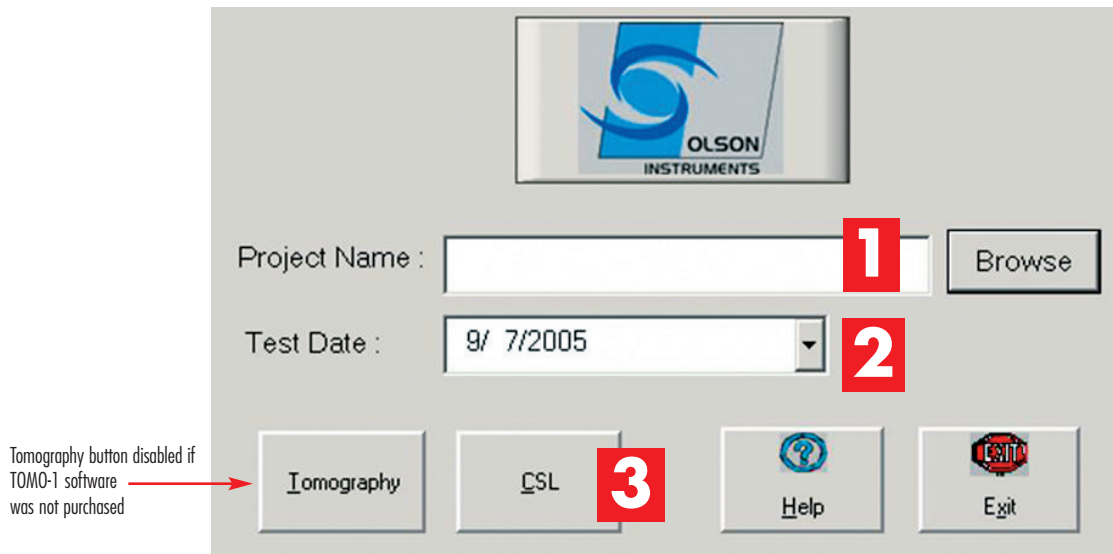 OLSON
INSTRUMENTS
Project Name :
1
Browse
Test Date :
9/ 7/2005
2
Tomography button disabled if
TOMO-1 software
was not purchased
Tomography
CSL
3
Help
EXIT
Exit